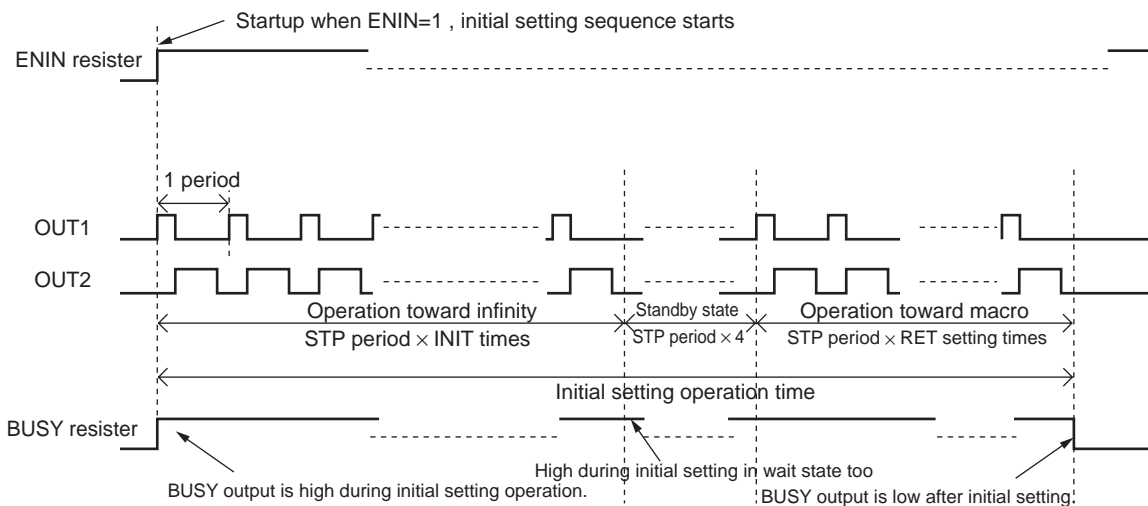 Startup when ENIN=1 , initial setting sequence starts
ENIN resister
1 period
OUT1
OUT2
Operation toward infinity
Standby state
Operation toward macro
STP period × INIT times
STP period × 4
STP period × RET setting times
Initial setting operation time
BUSY resister
High during initial setting in wait state too
BUSY output is high during initial setting operation.
BUSY output is low after initial setting.